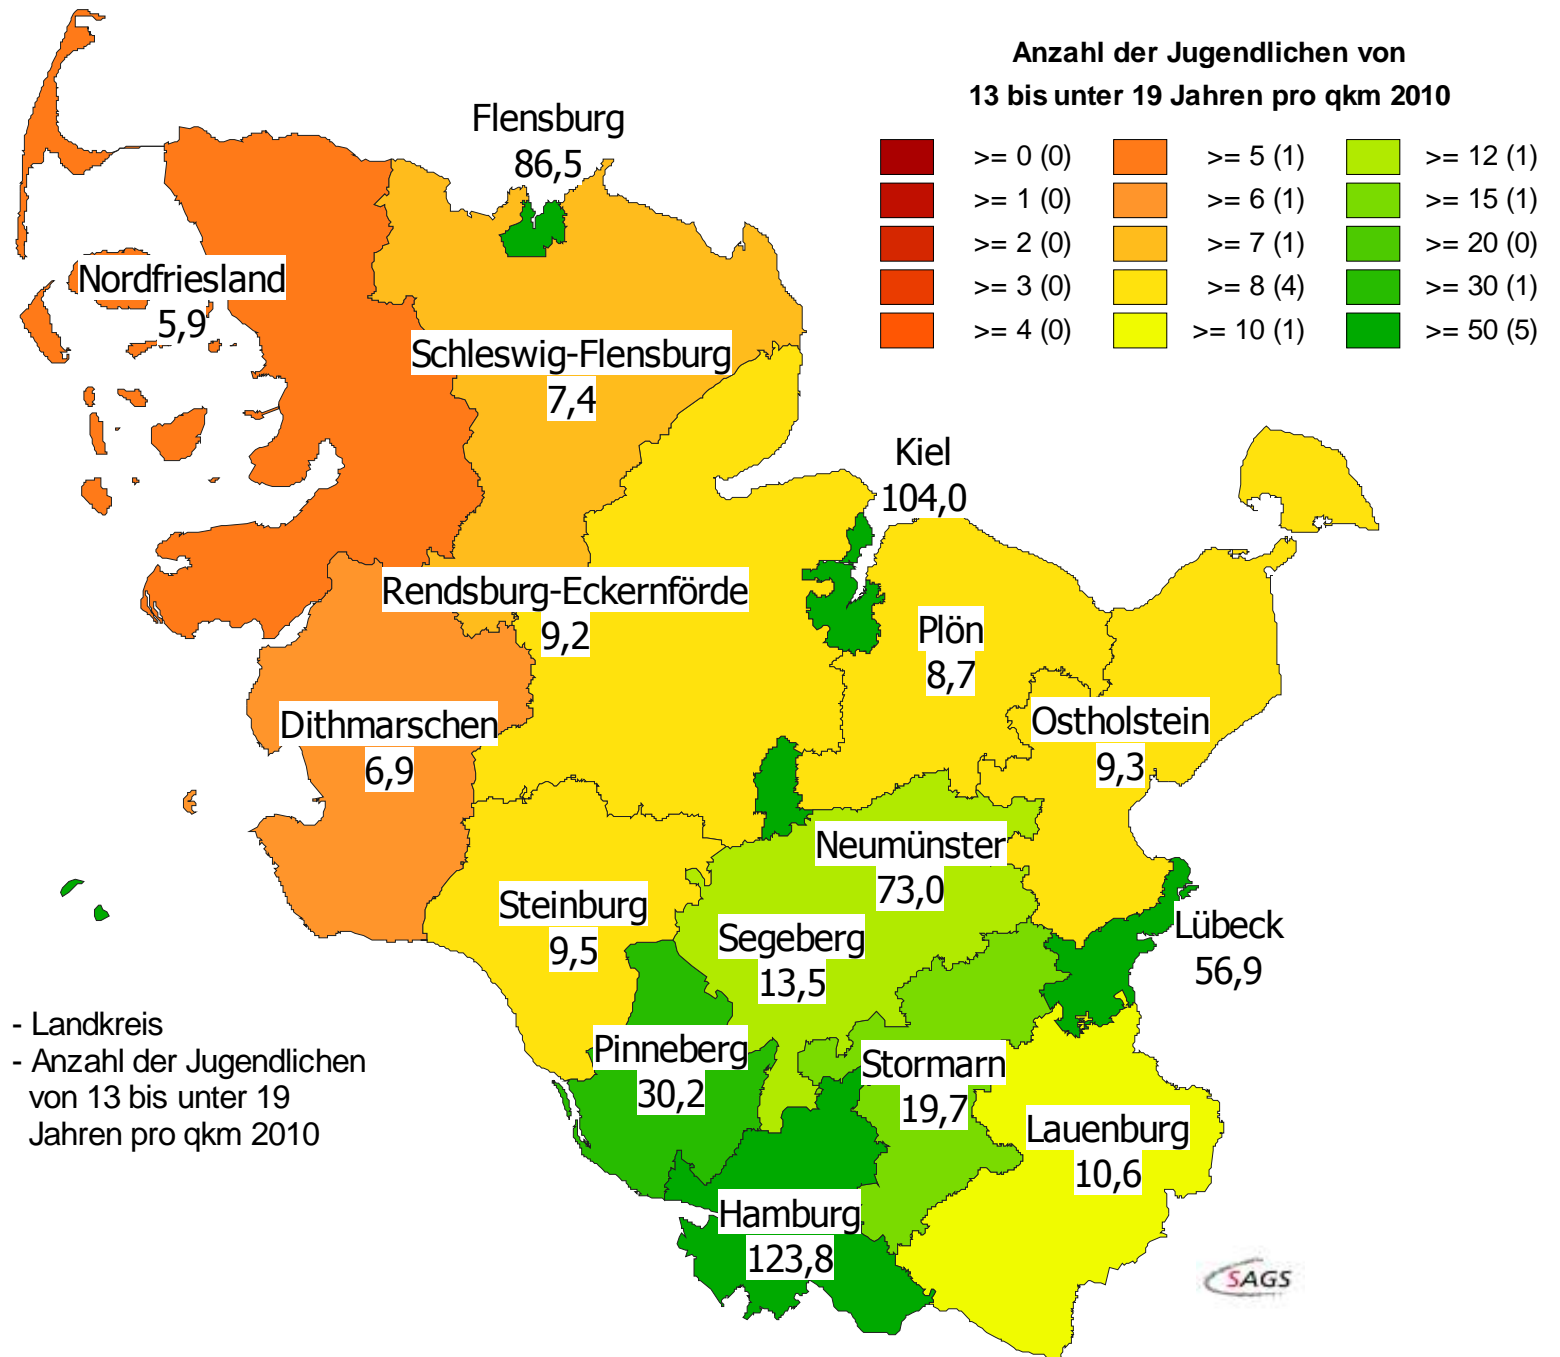 Anzahl der Jugendlichen von
13 bis unter 19 Jahren pro qkm 2010
>= 0 (0)
>= 1 (0)
>= 2 (0)
>= 3 (0)
>= 4 (0)
>= 5 (1)
>= 6 (1)
>= 7 (1)
>= 8 (4)
>= 10 (1)
>= 12 (1)
>= 15 (1)
>= 20 (0)
>= 30 (1)
>= 50 (5)
Flensburg
86,5
Nordfriesland
5,9
Schleswig-Flensburg
7,4
Kiel
104,0
Rendsburg-Eckernförde
9,2
Plön
8,7
Ostholstein
9,3
Dithmarschen
6,9
Neumünster
73,0
Steinburg
9,5
Segeberg
13,5
Lübeck
56,9
Pinneberg
30,2
Stormarn
19,7
Lauenburg
10,6
Hamburg
123,8
- Landkreis
- Anzahl der Jugendlichen
von 13 bis unter 19
Jahren pro qkm 2010
SAGS